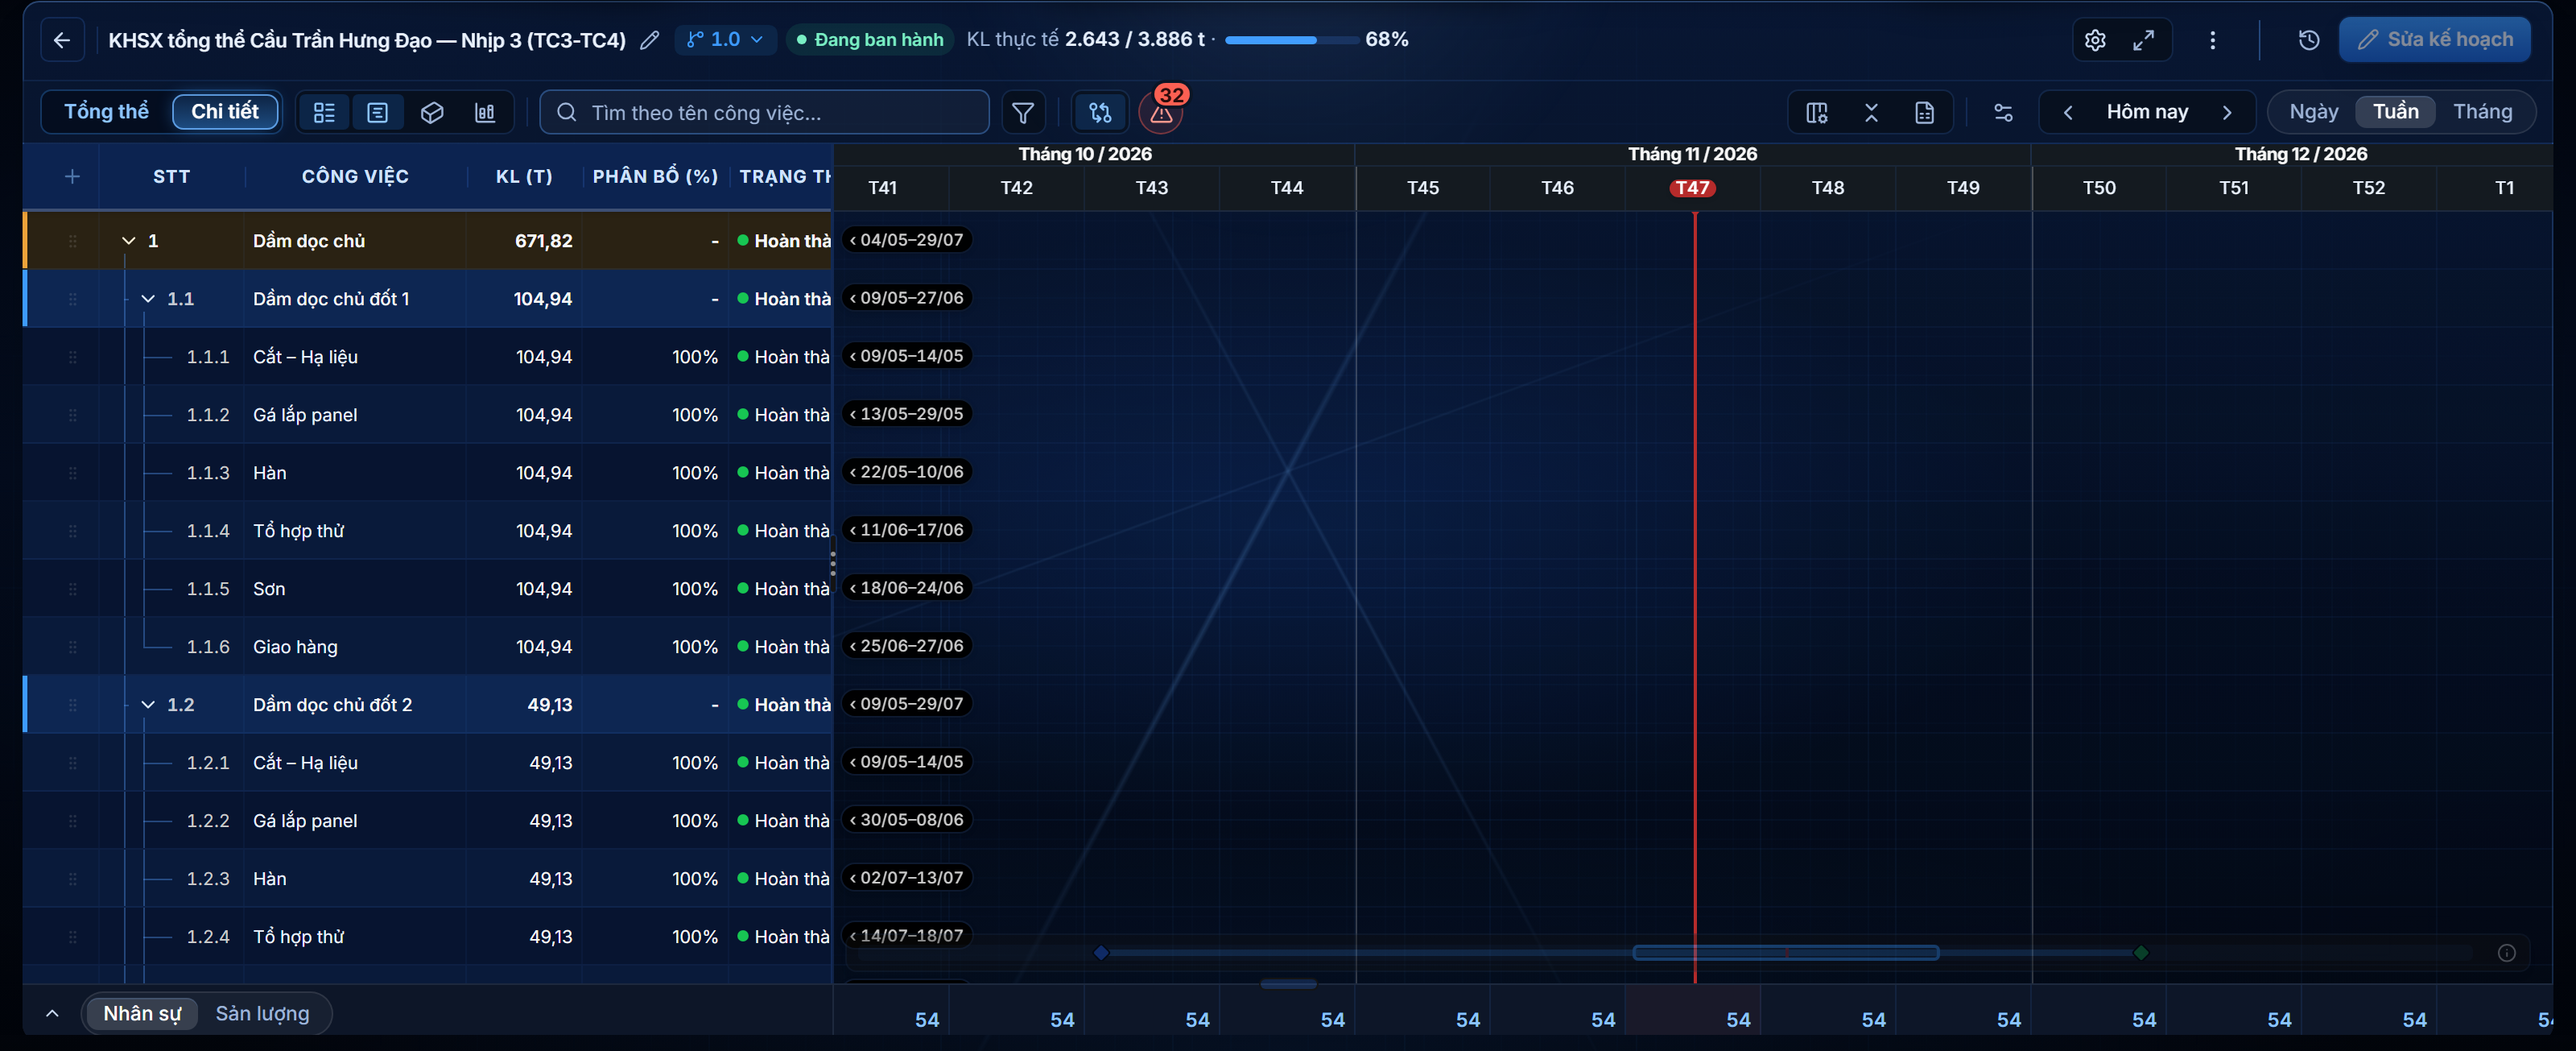 KHSX tổng thể Cầu Trần Hưng Đạo — Nhịp 3 (TC3-TC4) 1.0 Đang ban hành KL thực tế 2.643 / 3.886 t · 68% Sửa kế hoạch
Tổng thể Chi tiết Tìm theo tên công việc... 32 Hôm nay Ngày Tuần Tháng
Tháng 10 / 2026 Tháng 11 / 2026 Tháng 12 / 2026
STT CÔNG VIỆC KL (T) PHÂN BỔ (%) TRẠNG TH
T41 T42 T43 T44 T45 T46 T47 T48 T49 T50 T51 T52 T1
1 Dầm dọc chủ 671,82 - Hoàn thà ‹ 04/05–29/07
1.1 Dầm dọc chủ đốt 1 104,94 - Hoàn thà ‹ 09/05–27/06
1.1.1 Cắt – Hạ liệu 104,94 100% Hoàn thà ‹ 09/05–14/05
1.1.2 Gá lắp panel 104,94 100% Hoàn thà ‹ 13/05–29/05
1.1.3 Hàn 104,94 100% Hoàn thà ‹ 22/05–10/06
1.1.4 Tổ hợp thử 104,94 100% Hoàn thà ‹ 11/06–17/06
1.1.5 Sơn 104,94 100% Hoàn thà ‹ 18/06–24/06
1.1.6 Giao hàng 104,94 100% Hoàn thà ‹ 25/06–27/06
1.2 Dầm dọc chủ đốt 2 49,13 - Hoàn thà ‹ 09/05–29/07
1.2.1 Cắt – Hạ liệu 49,13 100% Hoàn thà ‹ 09/05–14/05
1.2.2 Gá lắp panel 49,13 100% Hoàn thà ‹ 30/05–08/06
1.2.3 Hàn 49,13 100% Hoàn thà ‹ 02/07–13/07
1.2.4 Tổ hợp thử 49,13 100% Hoàn thà ‹ 14/07–18/07
Nhân sự Sản lượng 54 54 54 54 54 54 54 54 54 54 54 54